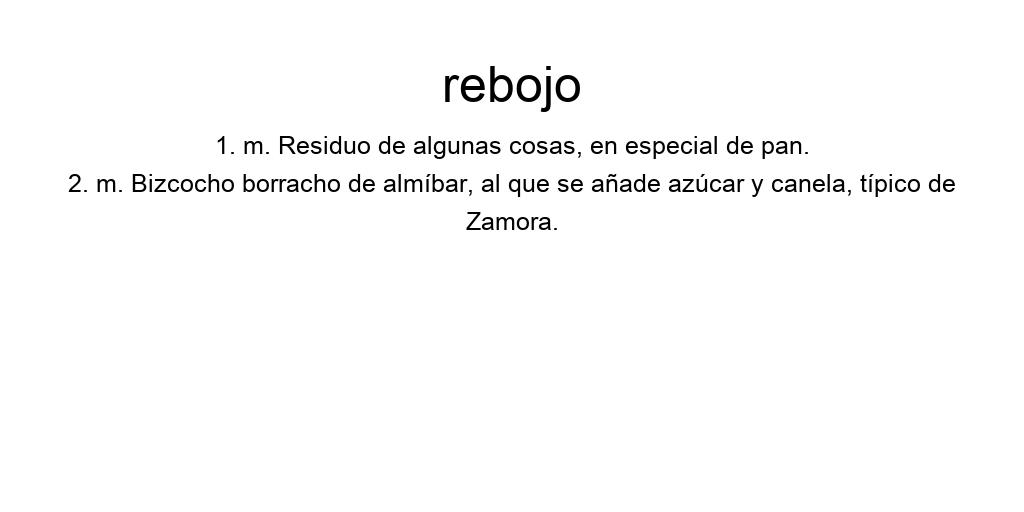 rebojo
1. m. Residuo de algunas cosas, en especial de pan.
2. m. Bizcocho borracho de almíbar, al que se añade azúcar y canela, típico de
Zamora.